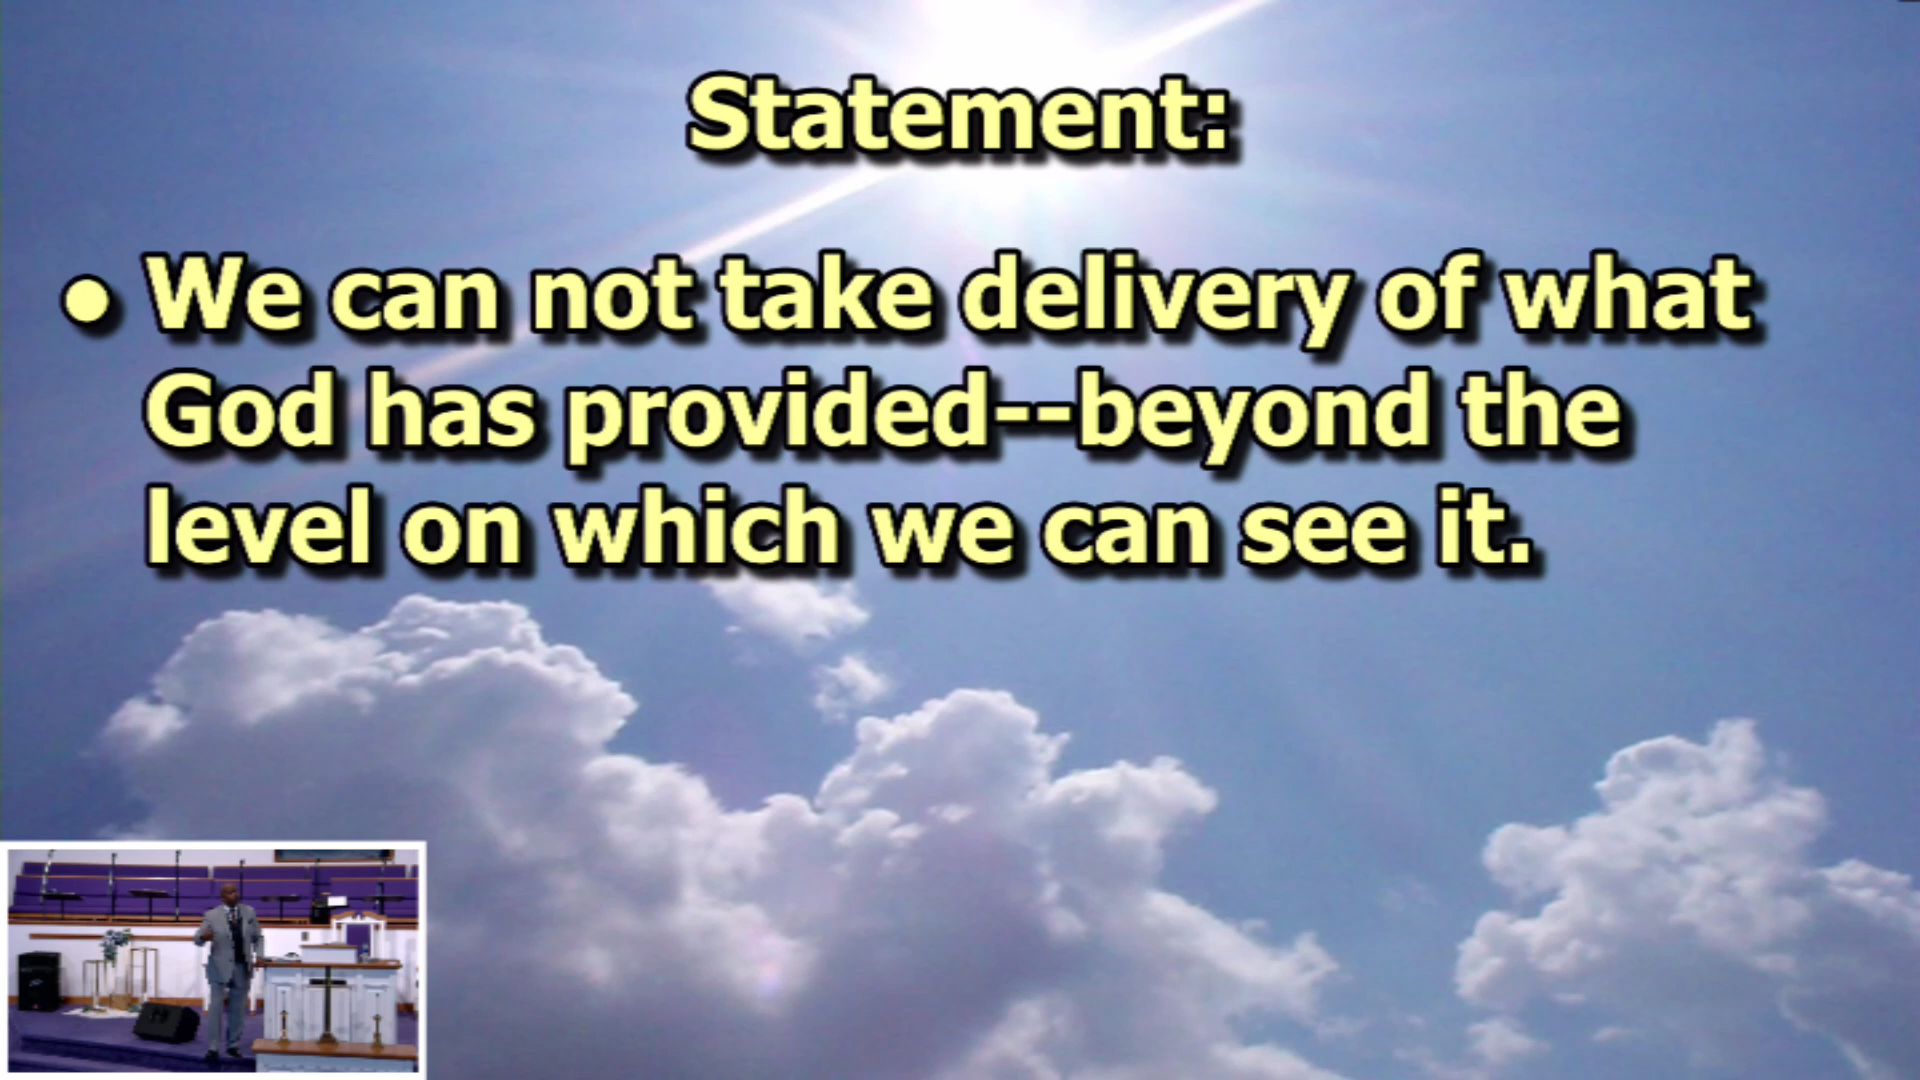 Statement:
• We can not take delivery of what
God has provided--beyond the
level on which we can see it.